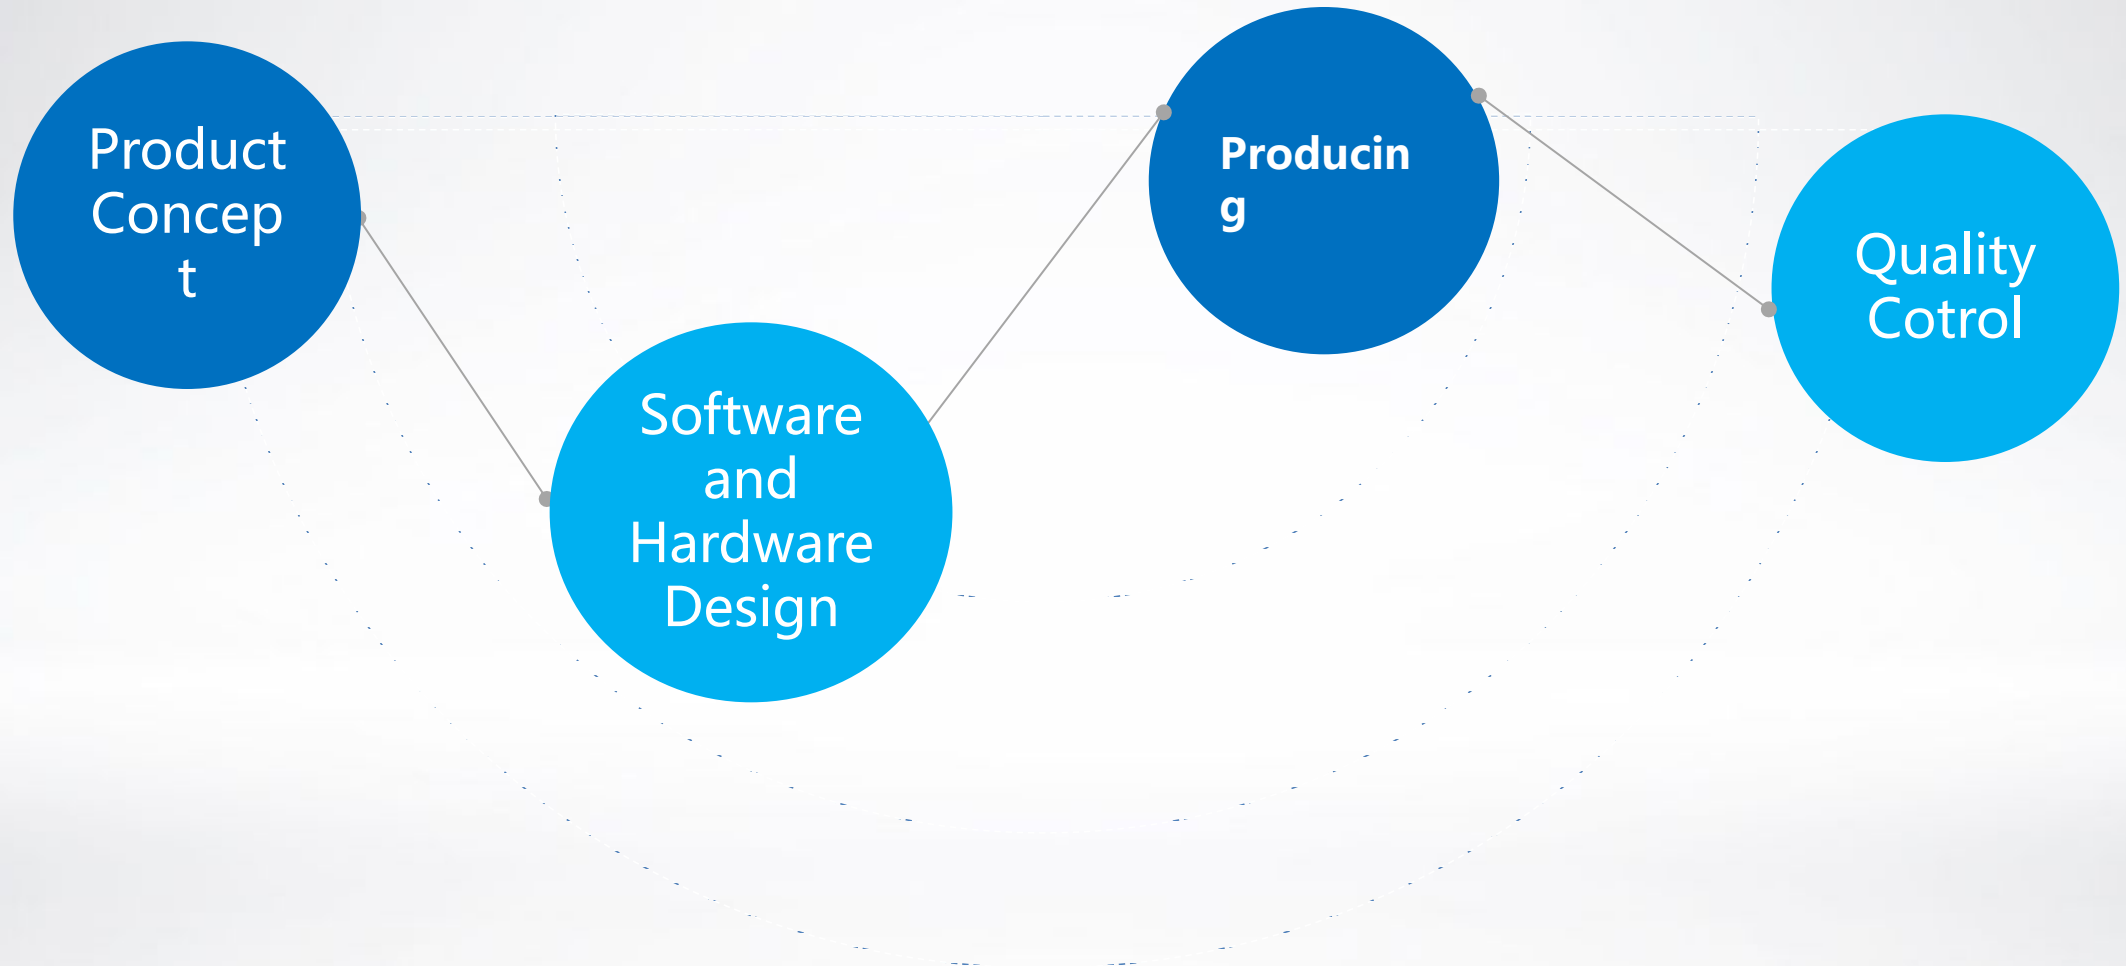 Product
Concep
t
Software
and
Hardware
Design
Producin
g
Quality
Cotrol